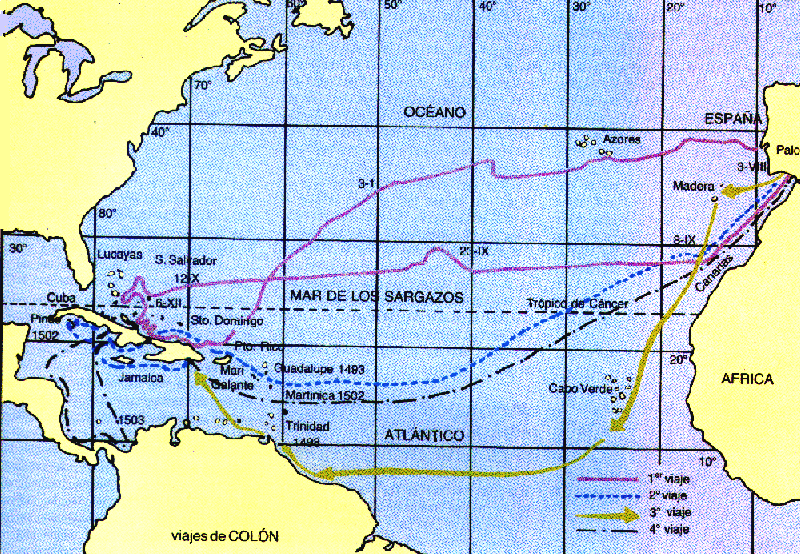 50°
40°
30°
20°
10°
70°
OCÉANO
ESPAÑA
40°
Azores
3-VIII
Palo
3-1
Madera
80°
30°
8-IX
Lucayas
S. Salvador
25-IX
Canarias
12-X
MAR DE LOS SARGAZOS
Cuba
6-XII
Trópico de Cáncer
Pinos
1502
Sto. Domingo
Pto. Rico
20°
Guadalupe 1493
Jamaica
Mari
Galante
Cabo Verde
AFRICA
Martinica 1502
1503
Trinidad
1498
ATLÁNTICO
10°
1er viaje
2º viaje
3º viaje
4º viaje
viajes de COLÓN